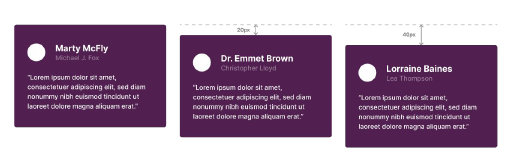 Marty McFly
Michael J. Fox
"Lorem ipsum dolor sit amet,
consectetuer adipiscing elit, sed diam
nonummy nibh euismod tincidunt ut
laoreet dolore magna aliquam erat."
20px
Dr. Emmet Brown
Christopher Lloyd
"Lorem ipsum dolor sit amet,
consectetuer adipiscing elit, sed diam
nonummy nibh euismod tincidunt ut
laoreet dolore magna aliquam erat."
40px
Lorraine Baines
Lea Thompson
"Lorem ipsum dolor sit amet,
consectetuer adipiscing elit, sed diam
nonummy nibh euismod tincidunt ut
laoreet dolore magna aliquam erat."